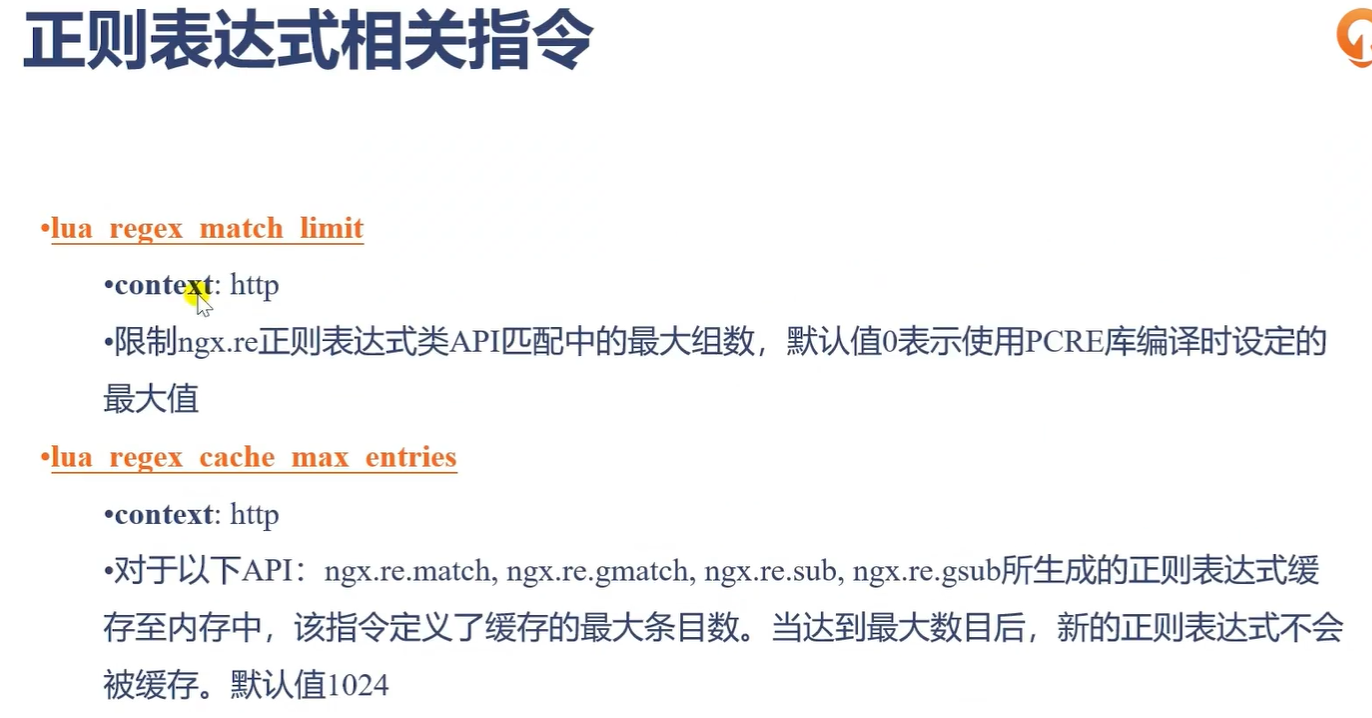 正则表达式相关指令
•lua_regex_match_limit
•context: http
•限制ngx.re正则表达式类API匹配中的最大组数，默认值0表示使用PCRE库编译时设定的
最大值
•lua_regex_cache_max_entries
•context: http
•对于以下API：ngx.re.match, ngx.re.gmatch, ngx.re.sub, ngx.re.gsub所生成的正则表达式缓
存至内存中，该指令定义了缓存的最大条目数。当达到最大数目后，新的正则表达式不会
被缓存。默认值1024